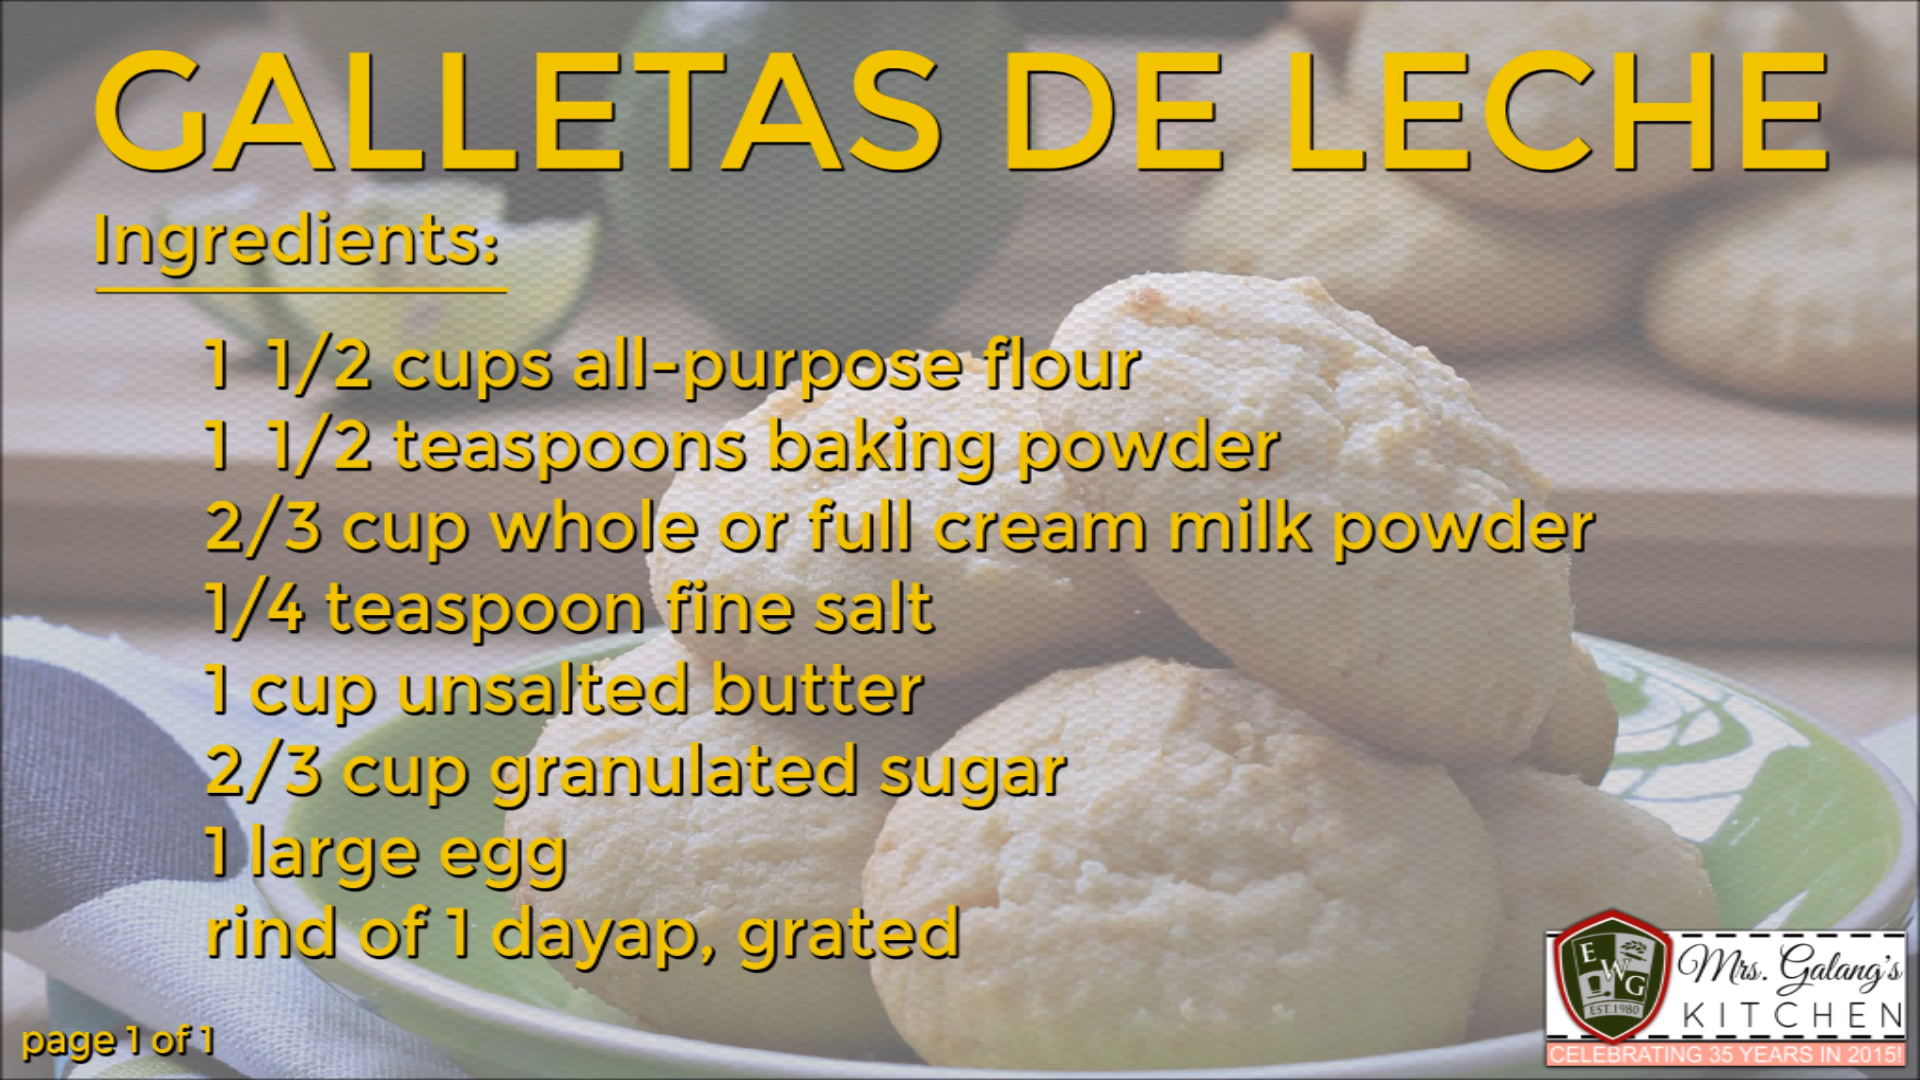 GALLETAS DE LECHE
Ingredients:
1 1/2 cups all-purpose flour
1 1/2 teaspoons baking powder
2/3 cup whole or full cream milk powder
1/4 teaspoon fine salt
1 cup unsalted butter
2/3 cup granulated sugar
1 large egg
rind of 1 dayap, grated
page 1 of 1
EWG
EST.1980
Mrs. Galang's
KITCHEN
CELEBRATING 35 YEARS IN 2015!